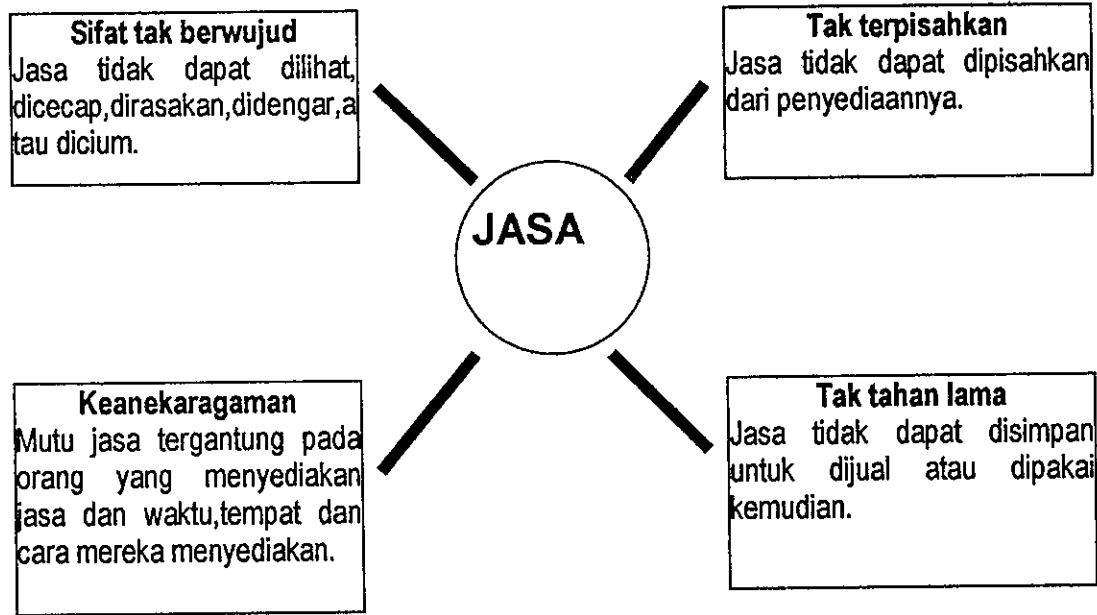 Sifat tak berwujud
Jasa tidak dapat dilihat,
dicecap,dirasakan,didengar,a
tau dicium.
Tak terpisahkan
Jasa tidak dapat dipisahkan
dari penyediaannya.
JASA
Keanekaragaman
Mutu jasa tergantung pada
orang yang menyediakan
jasa dan waktu,tempat dan
cara mereka menyediakan.
Tak tahan lama
Jasa tidak dapat disimpan
untuk dijual atau dipakai
kemudian.